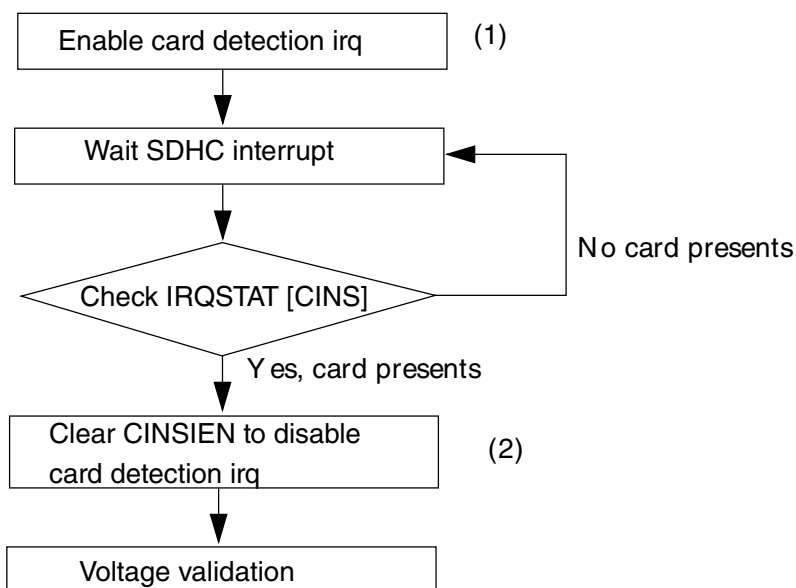 Enable card detection irq
(1)
Wait SDHC interrupt
No card presents
Check IRQSTAT [CINS]
Yes, card presents
Clear CINSIEN to disable
card detection irq
(2)
Voltage validation